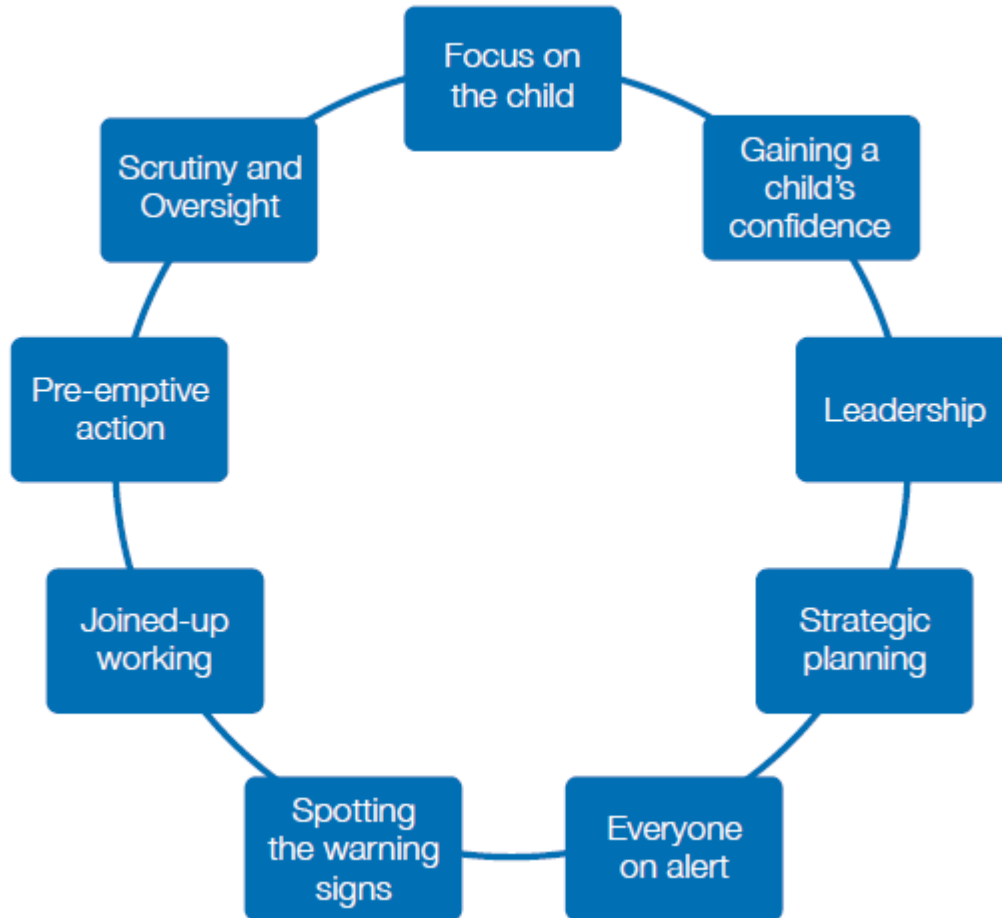 Focus on
the child
Gaining a
child's
confidence
Leadership
Strategic
planning
Everyone
on alert
Spotting
the warning
signs
Joined-up
working
Pre-emptive
action
Scrutiny and
Oversight